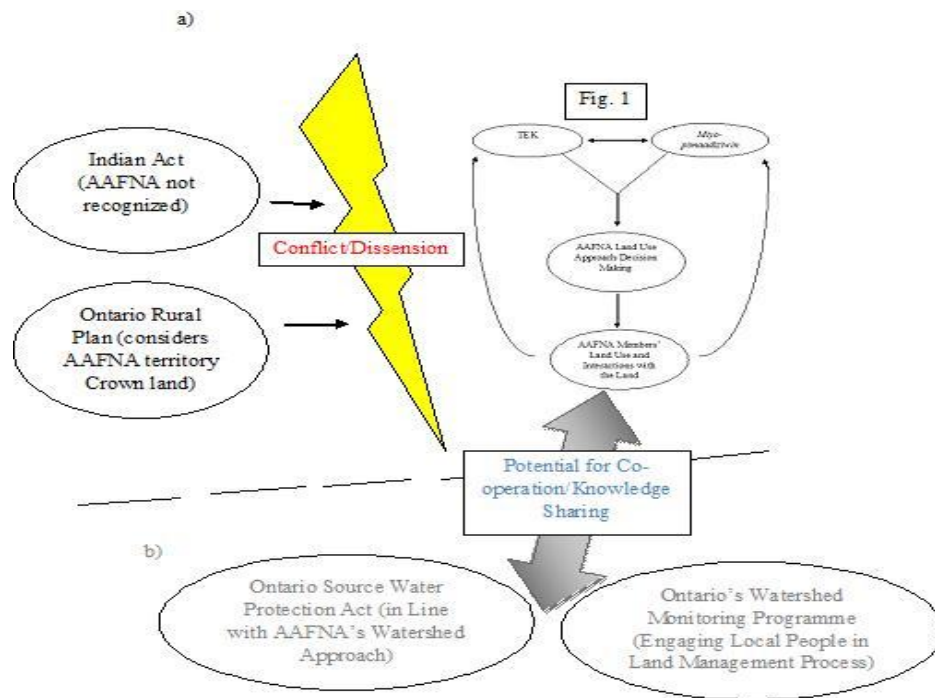 a)
Fig. 1
TEK
Miyo-
pimaadiziwin
Indian Act
(AAFNA not
recognized)
Conflict/Dissension
AAFNA Land Use
Approach Decision
Making
Ontario Rural
Plan (considers
AAFNA territory
Crown land)
AAFNA Members'
Land Use and
Interactions with
the Land
Potential for Co-
operation/Knowledge
Sharing
b)
Ontario Source Water
Protection Act (in Line
with AAFNA's Watershed
Approach)
Ontario's Watershed
Monitoring Programme
(Engaging Local People in
Land Management Process)